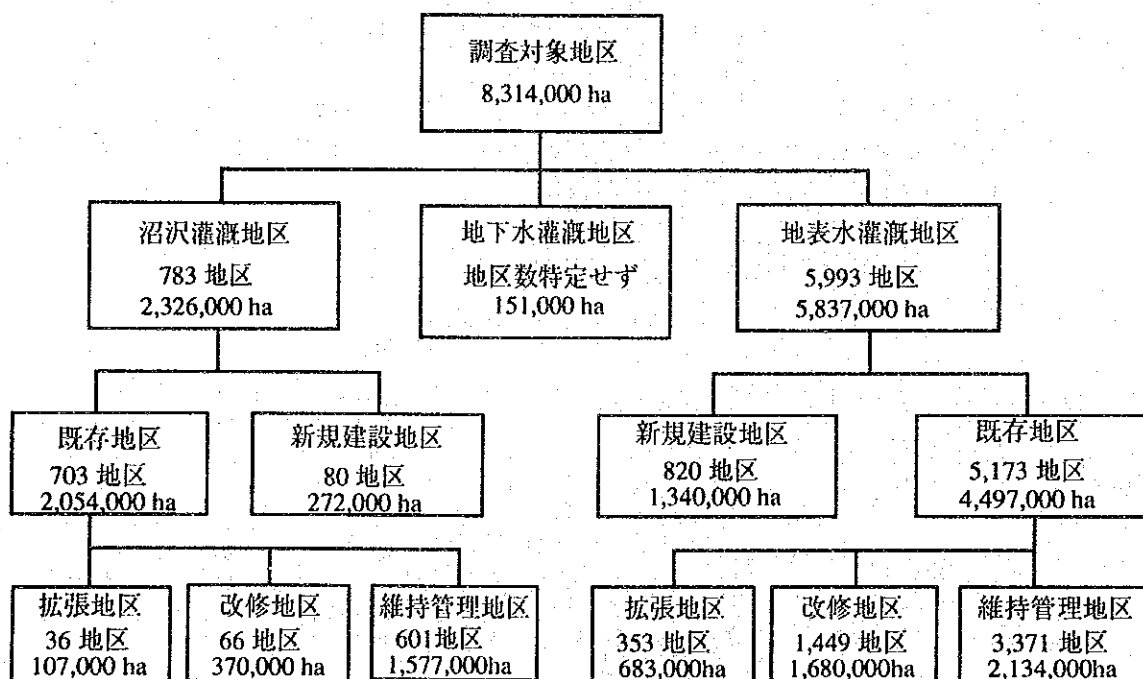 調査対象地区
8,314,000 ha
沼沢灌漑地区
783 地区
2,326,000 ha
地下水灌漑地区
地区数特定せず
151,000 ha
地表水灌漑地区
5,993 地区
5,837,000 ha
既存地区
703 地区
2,054,000 ha
新規建設地区
80 地区
272,000 ha
新規建設地区
820 地区
1,340,000 ha
既存地区
5,173 地区
4,497,000 ha
拡張地区
36 地区
107,000 ha
改修地区
66 地区
370,000 ha
維持管理地区
601地区
1,577,000ha
拡張地区
353 地区
683,000ha
改修地区
1,449 地区
1,680,000ha
維持管理地区
3,371 地区
2,134,000ha